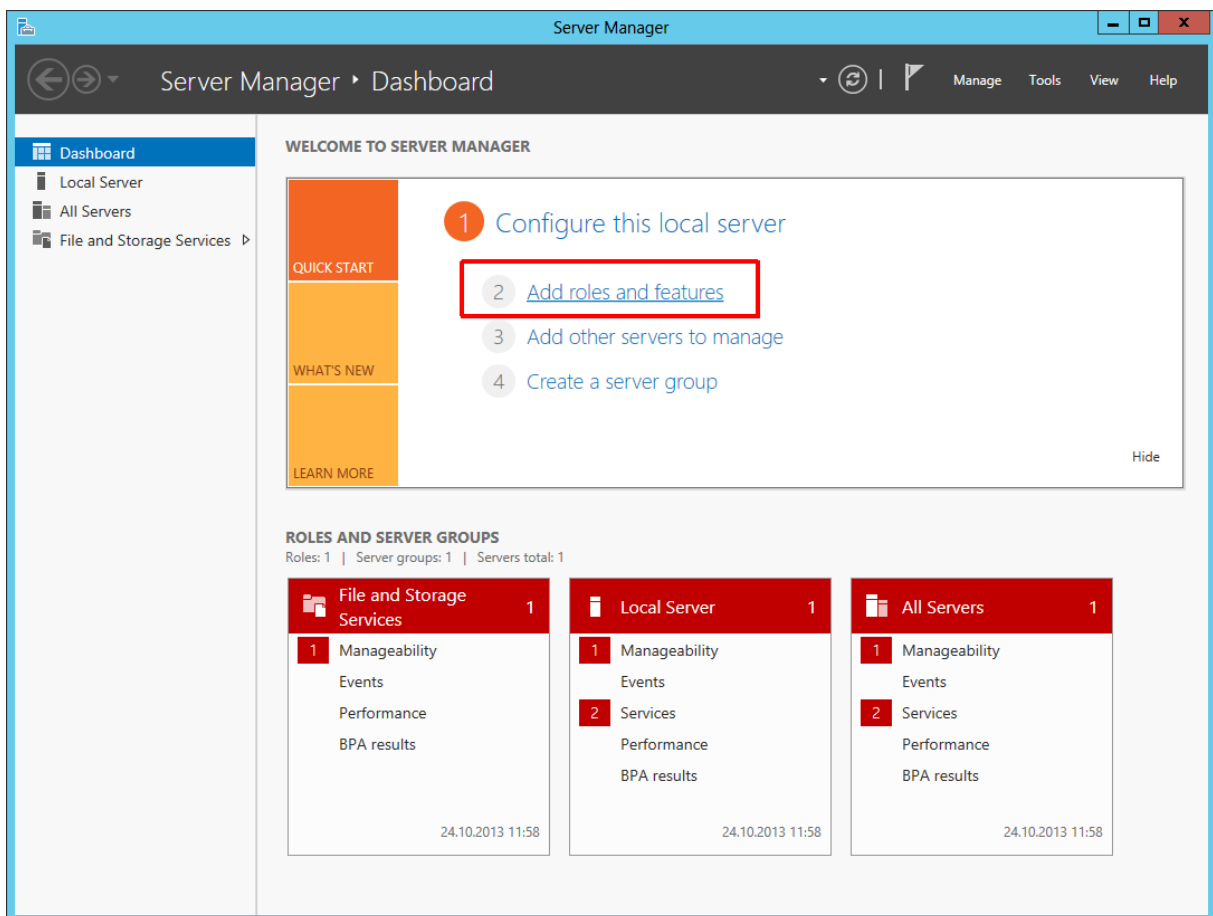 Server Manager
Server Manager • Dashboard
Manage Tools View Help
Dashboard
Local Server
All Servers
File and Storage Services
WELCOME TO SERVER MANAGER
QUICK START
WHAT'S NEW
LEARN MORE
1 Configure this local server
2 Add roles and features
3 Add other servers to manage
4 Create a server group
Hide
ROLES AND SERVER GROUPS
Roles: 1 | Server groups: 1 | Servers total: 1
File and Storage
Services 1
1 Manageability
Events
Performance
BPA results
24.10.2013 11:58
Local Server 1
1 Manageability
Events
2 Services
Performance
BPA results
24.10.2013 11:58
All Servers 1
1 Manageability
Events
2 Services
Performance
BPA results
24.10.2013 11:58